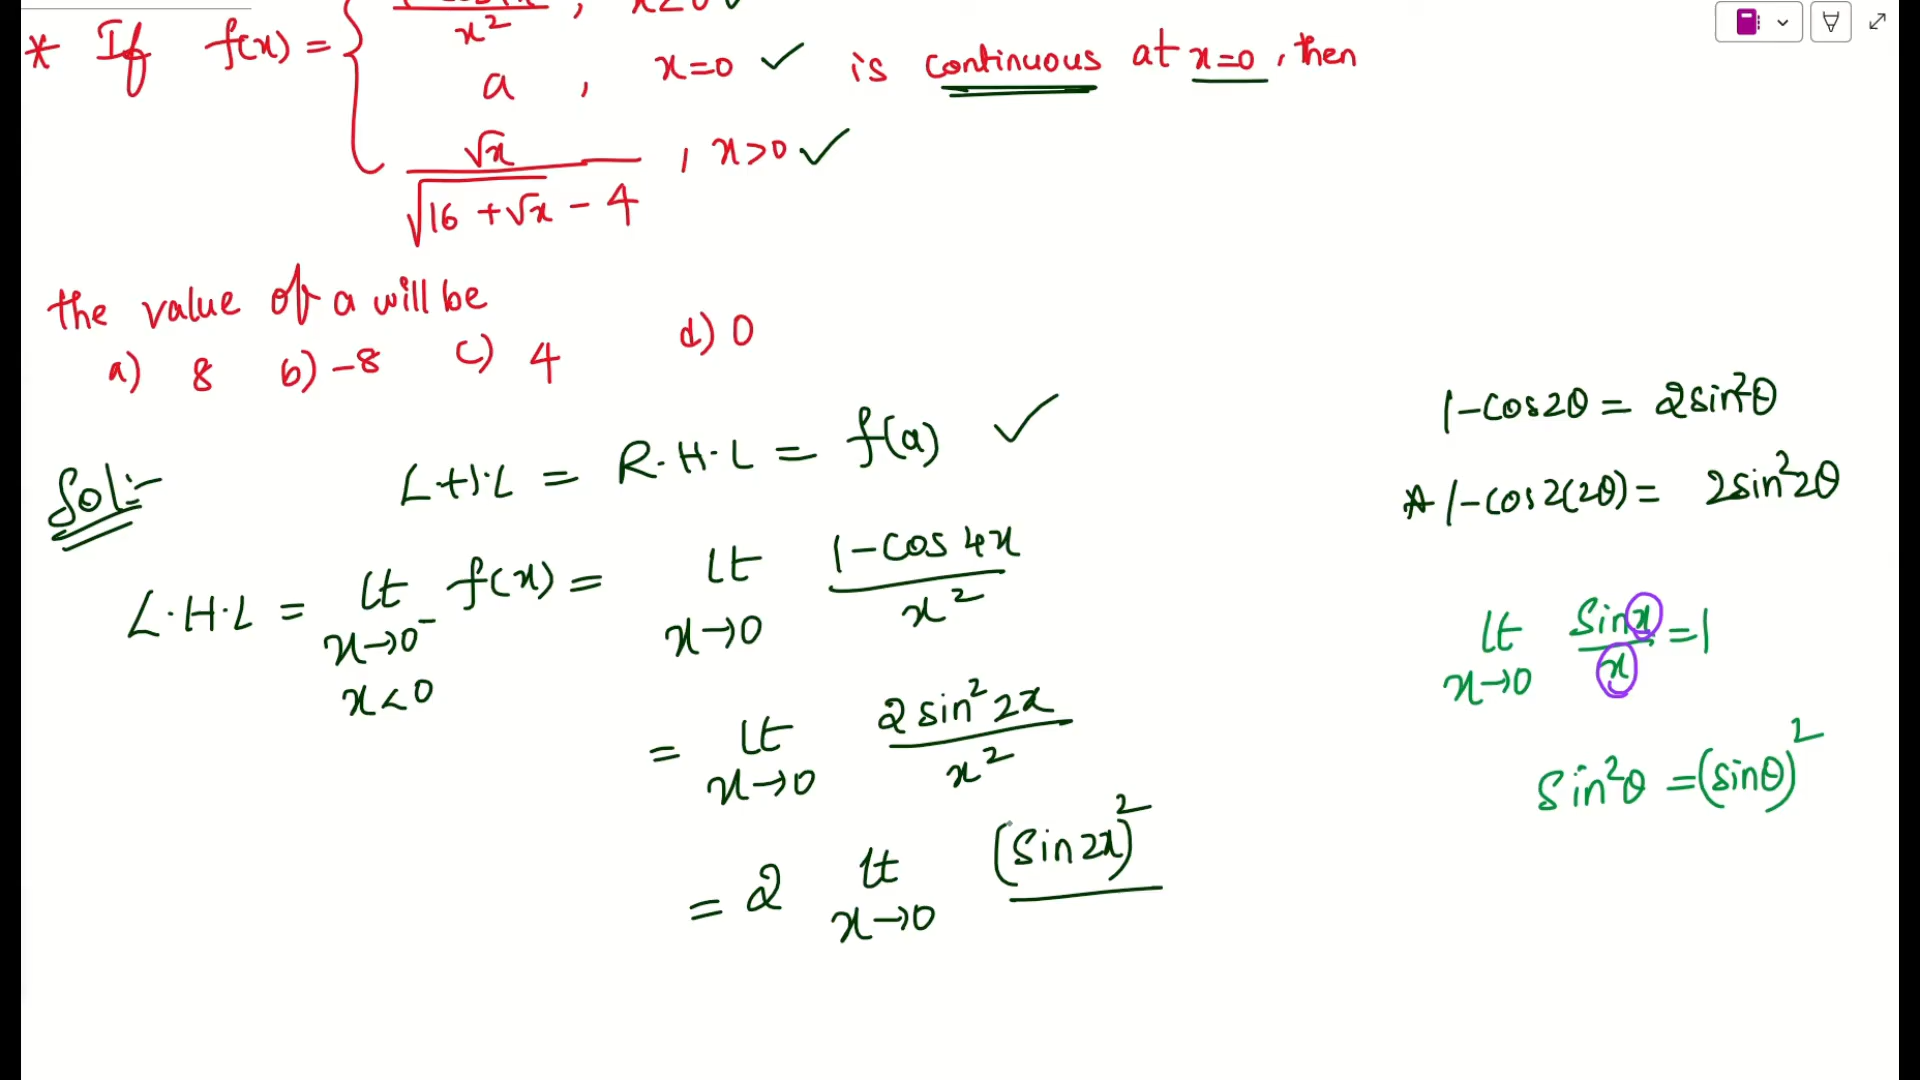 x² , x<0 ✓
* If f(x) = { a , x=0 ✓ is continuous at x=0, then
√x / √16+√x - 4 , x>0 ✓
the value of a will be
a) 8 b) -8 c) 4 d) 0
1-cos2θ = 2sin²θ
Sol:- L.H.L = R.H.L = f(a) ✓
* 1-cos2(2θ) = 2sin²2θ
L.H.L = lt x→0⁻ f(x) = lt x→0 1-cos4x / x²
x<0
lt x→0 sinx / x = 1
= lt x→0 2sin²2x / x²
sin²θ = (sinθ)²
= 2 lt x→0 (Sin2x)²